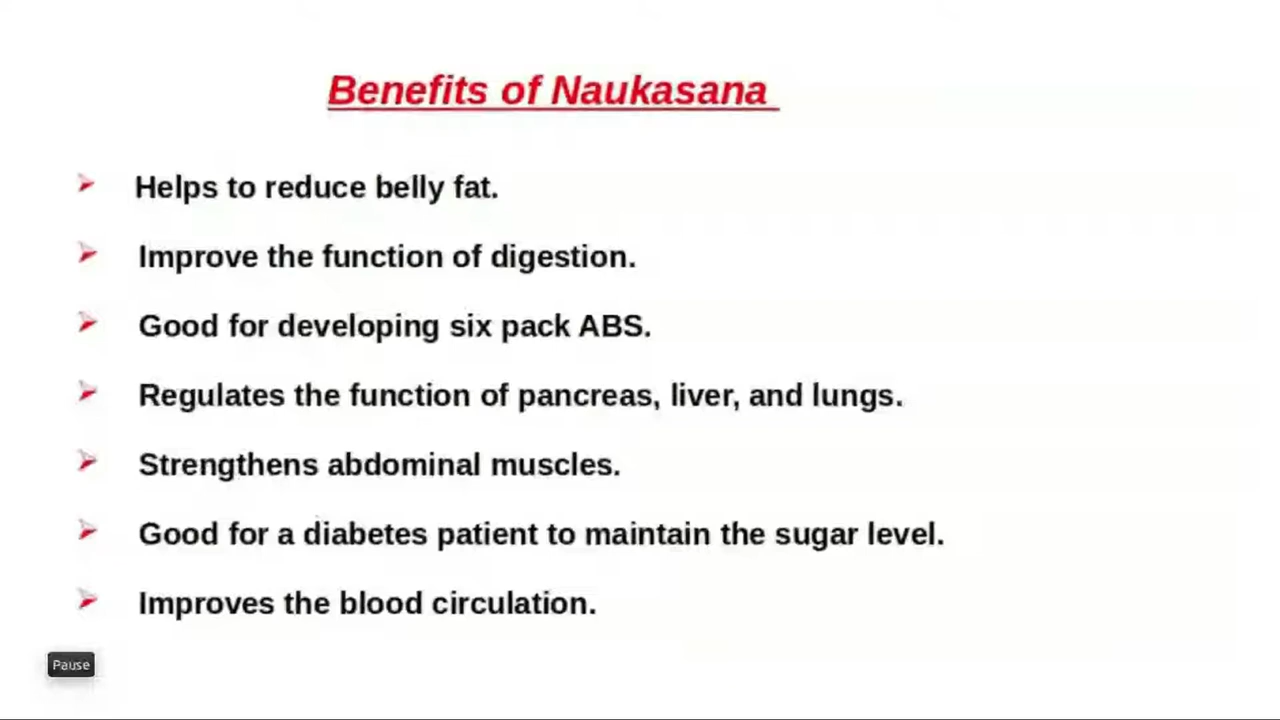 Benefits of Naukasana
Helps to reduce belly fat.
Improve the function of digestion.
Good for developing six pack ABS.
Regulates the function of pancreas, liver, and lungs.
Strengthens abdominal muscles.
Good for a diabetes patient to maintain the sugar level.
Improves the blood circulation.
Pause